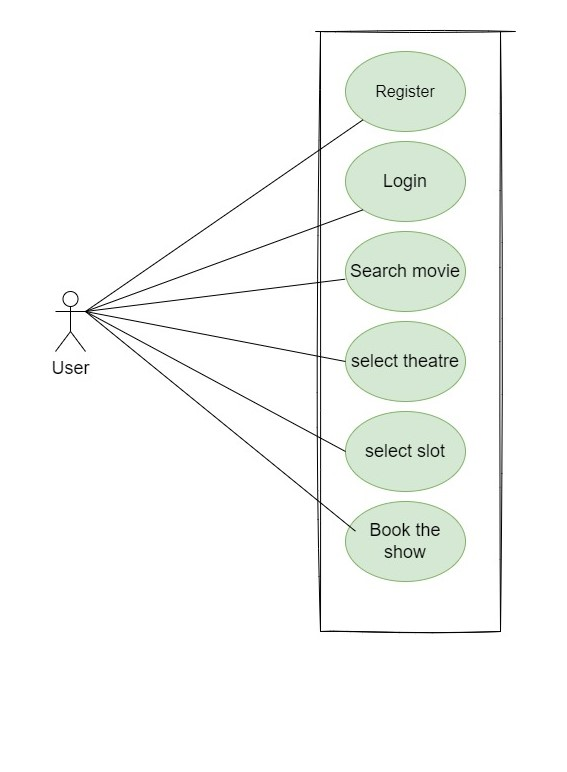 Register
Login
Search movie
select theatre
select slot
Book the
show
User